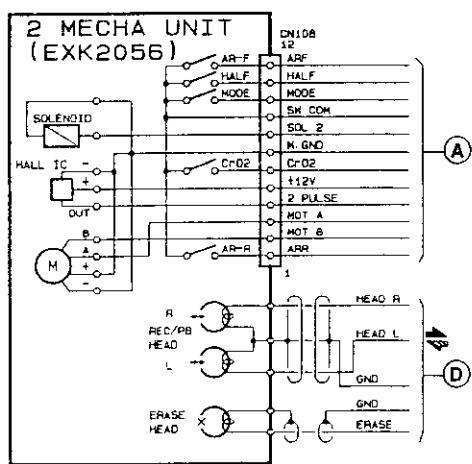 2 MECHA UNIT
(EXK2056)
CN108
12
AR-F ARF
HALF HALF
MODE MODE
SW COM
SOLENOID
SOL 2
M.GND
HALL IC
-
CrO2 CrO2
+
+12V
OUT
2 PULSE
MOT A
B
MOT B
A
AR-R ARR
M
+
-
1
A
R
HEAD R
REC/PB
HEAD
HEAD L
L
GND
D
GND
ERASE
HEAD
ERASE